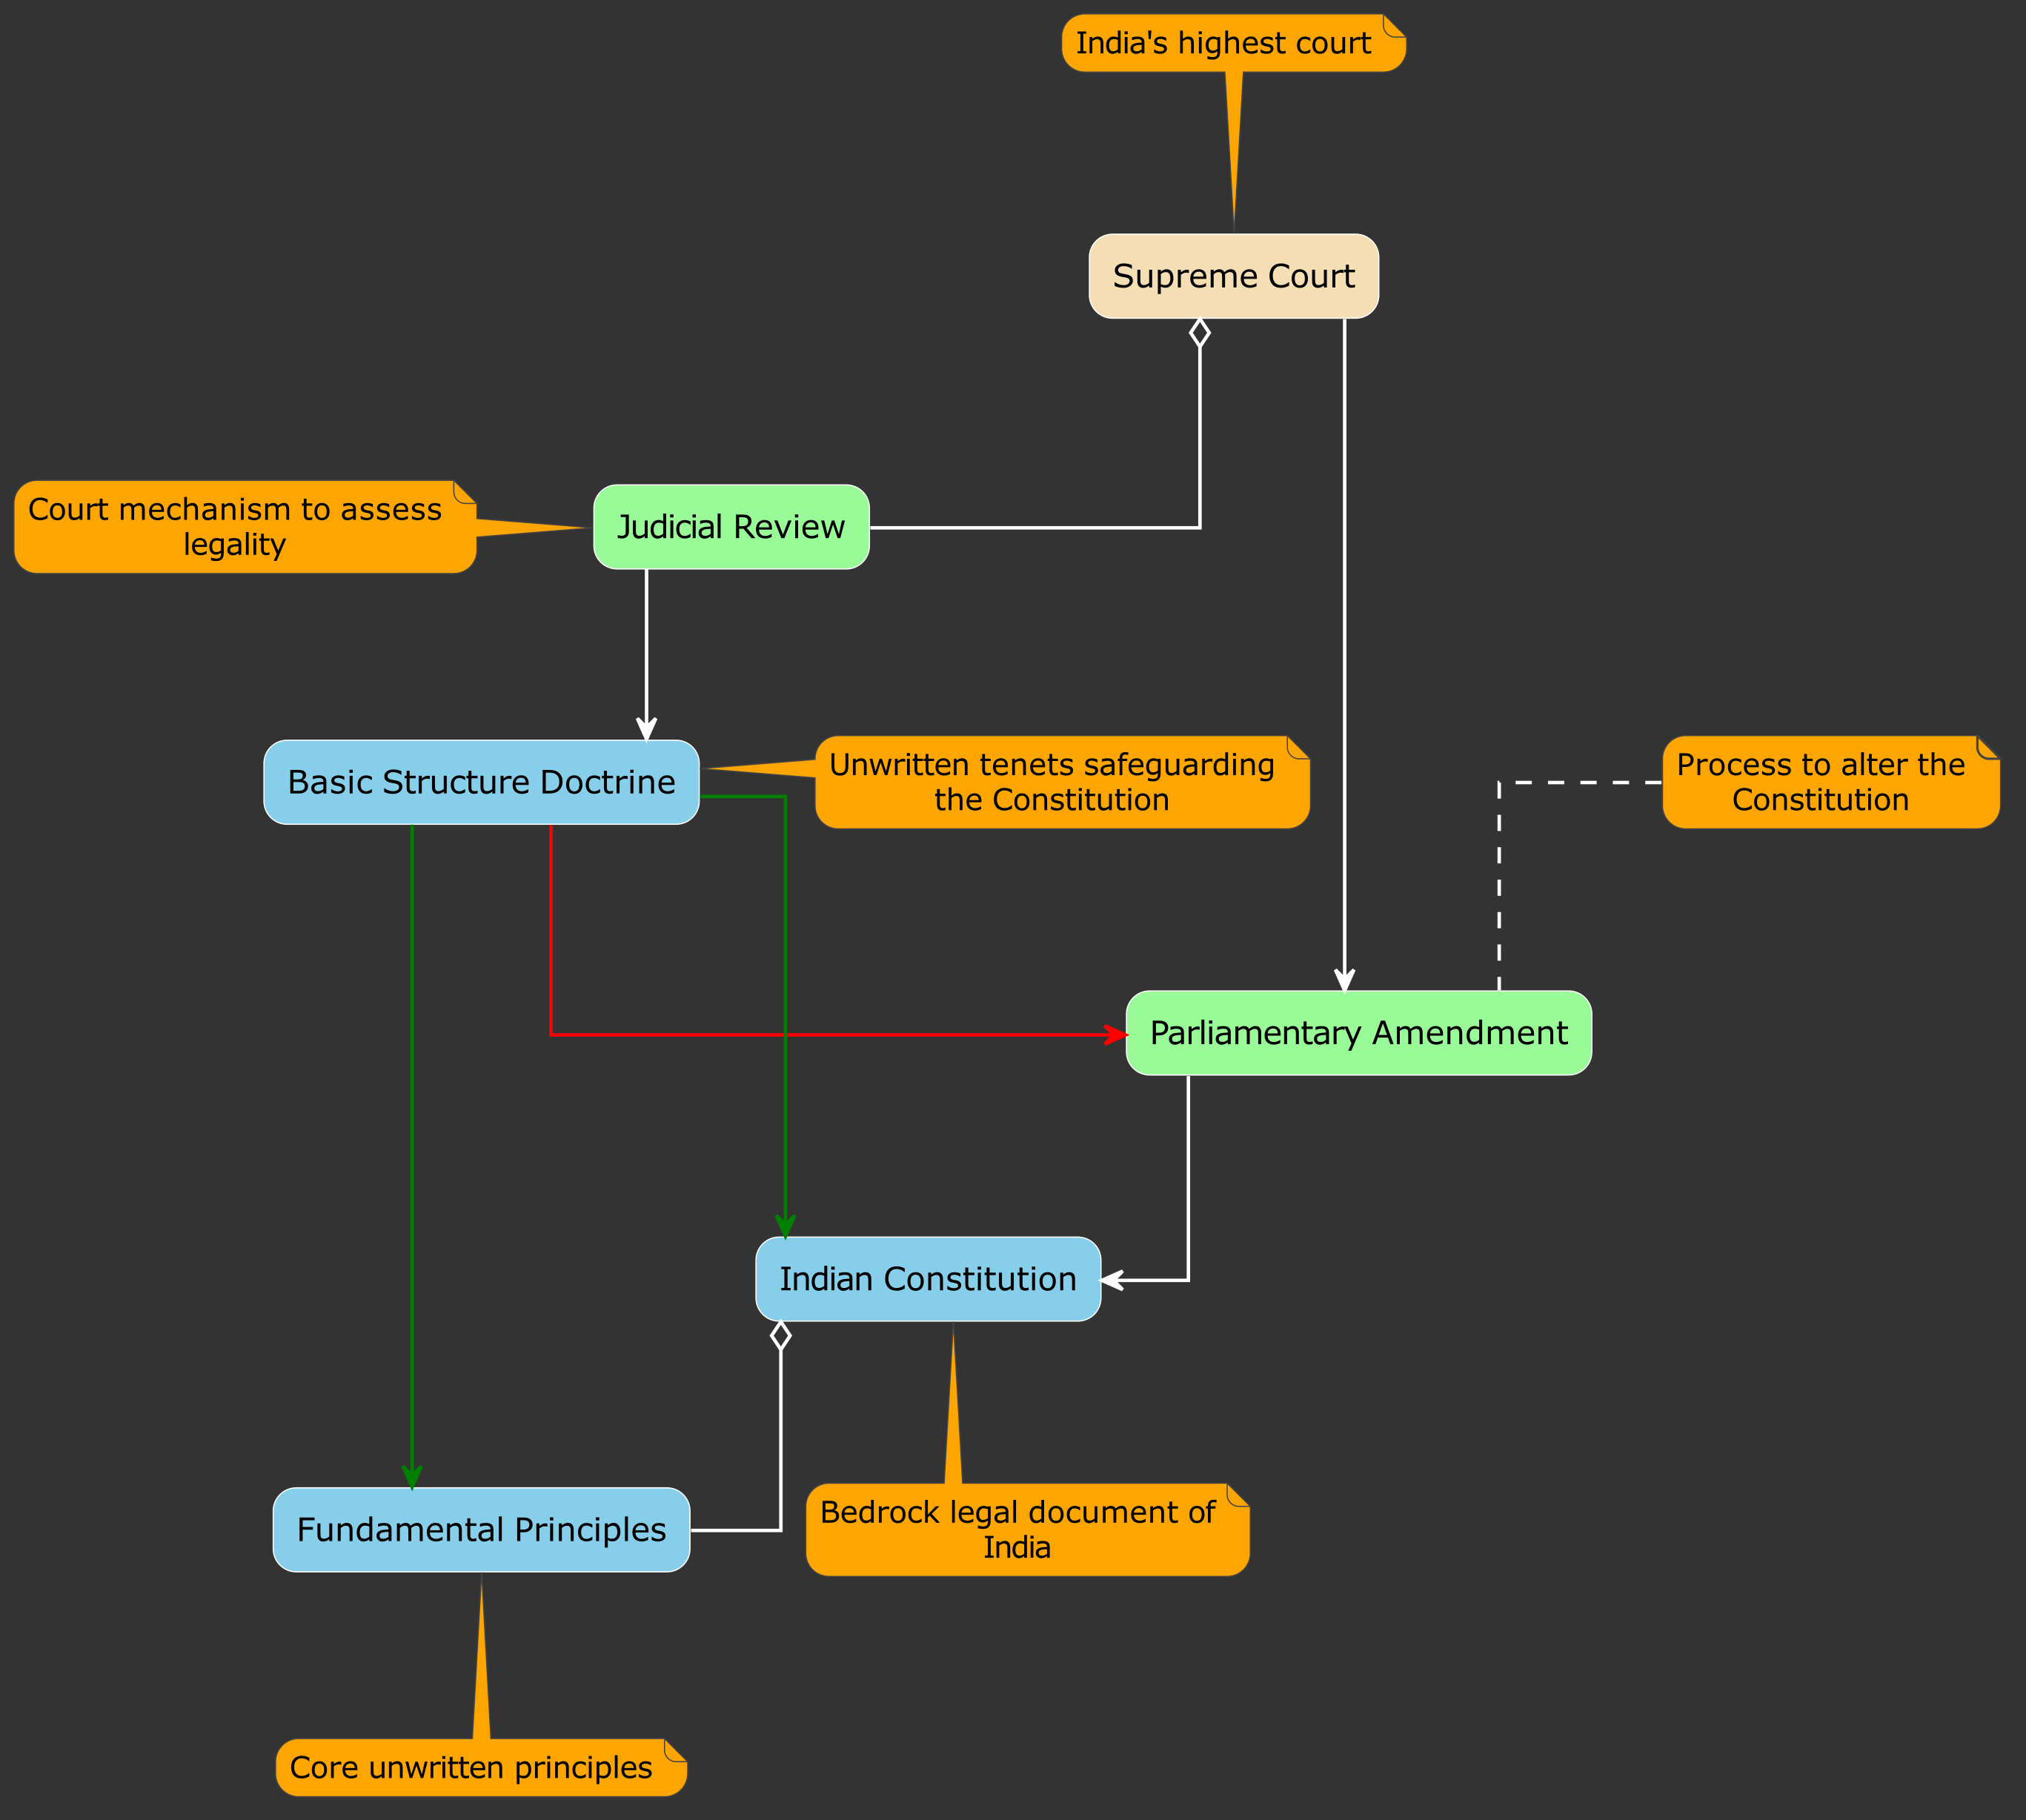 India's highest court
Supreme Court
Court mechanism to assess
legality
Judicial Review
Basic Structure Doctrine
Unwritten tenets safeguarding
the Constitution
Process to alter the
Constitution
Parliamentary Amendment
Indian Constitution
Fundamental Principles
Bedrock legal document of
India
Core unwritten principles